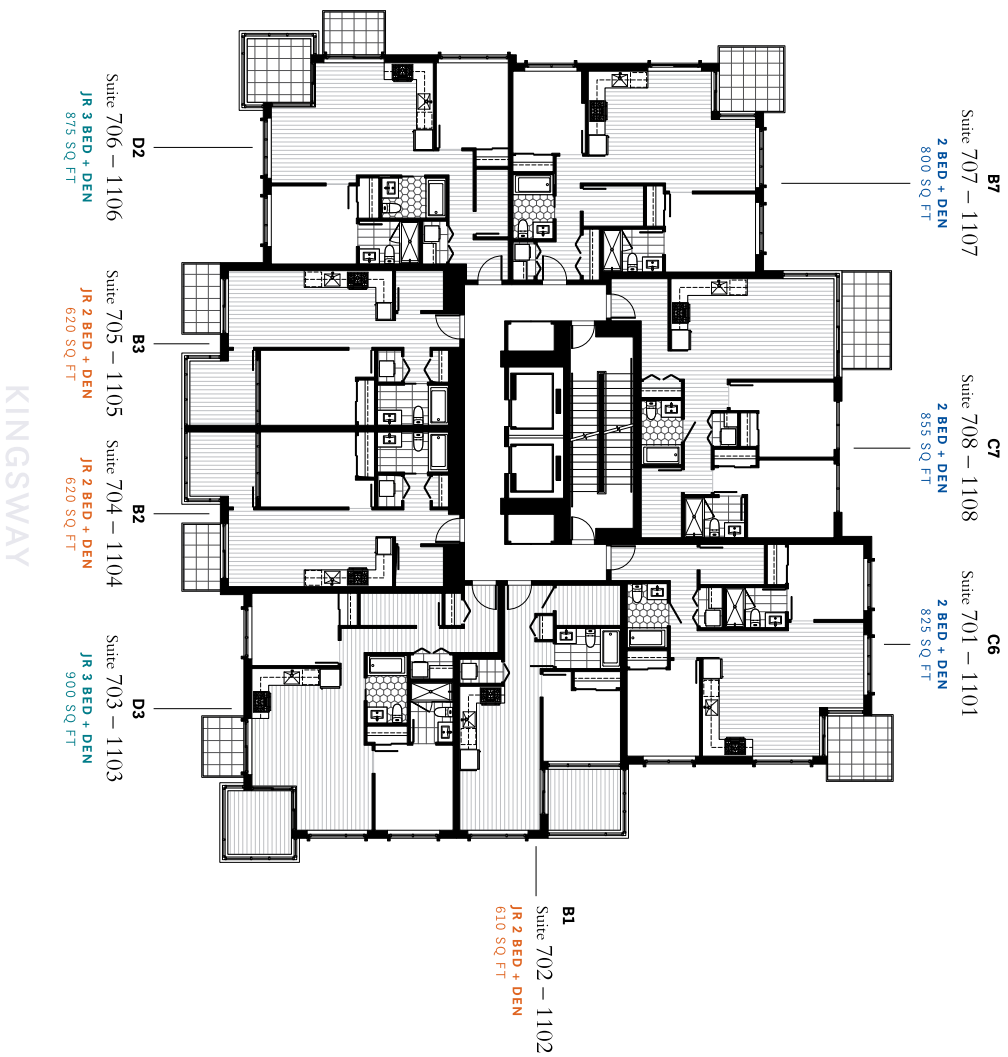 B7
Suite 707 – 1107
2 BED + DEN
800 SQ FT
C7
Suite 708 – 1108
2 BED + DEN
855 SQ FT
C6
Suite 701 – 1101
2 BED + DEN
825 SQ FT
B1
Suite 702 – 1102
JR 2 BED + DEN
610 SQ FT
D2
Suite 706 – 1106
JR 3 BED + DEN
875 SQ FT
B3
Suite 705 – 1105
JR 2 BED + DEN
620 SQ FT
B2
Suite 704 – 1104
JR 2 BED + DEN
620 SQ FT
D3
Suite 703 – 1103
JR 3 BED + DEN
900 SQ FT
KINGSWAY